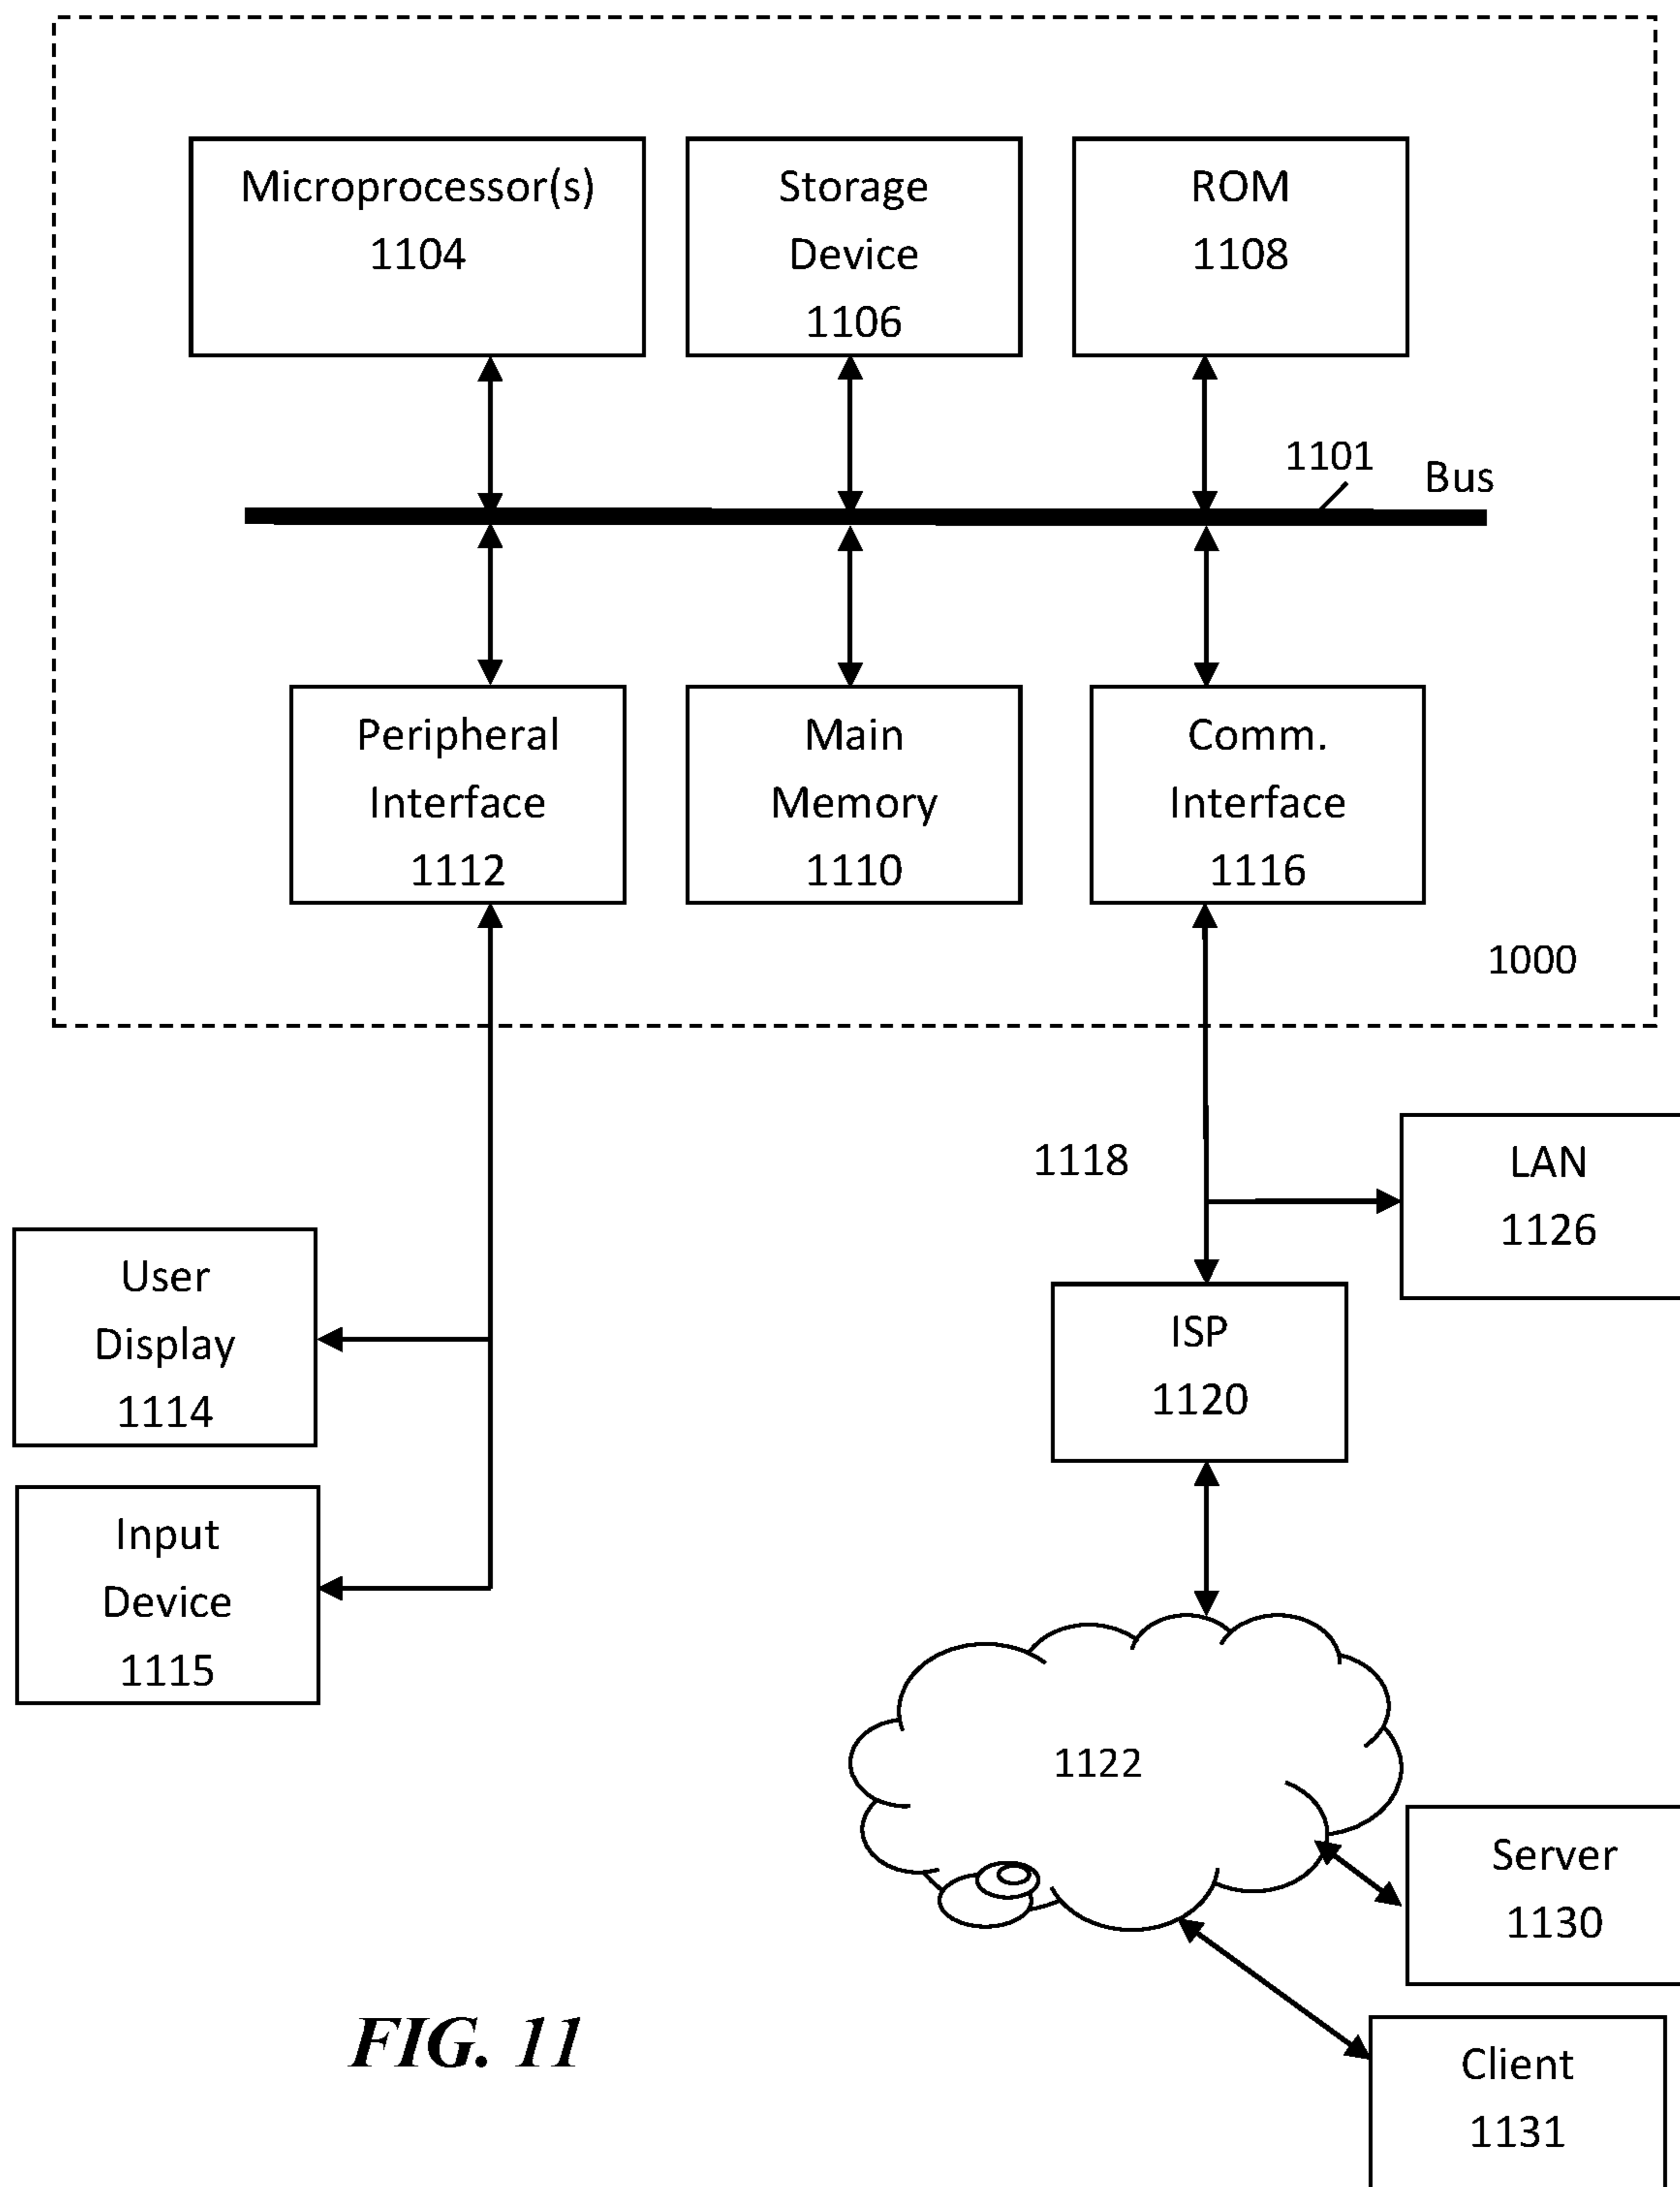 Microprocessor(s)
1104
Storage
Device
1106
ROM
1108
1101
Bus
Peripheral
Interface
1112
Main
Memory
1110
Comm.
Interface
1116
1000
1118
LAN
1126
User
Display
1114
ISP
1120
Input
Device
1115
1122
Server
1130
Client
1131
FIG. 11